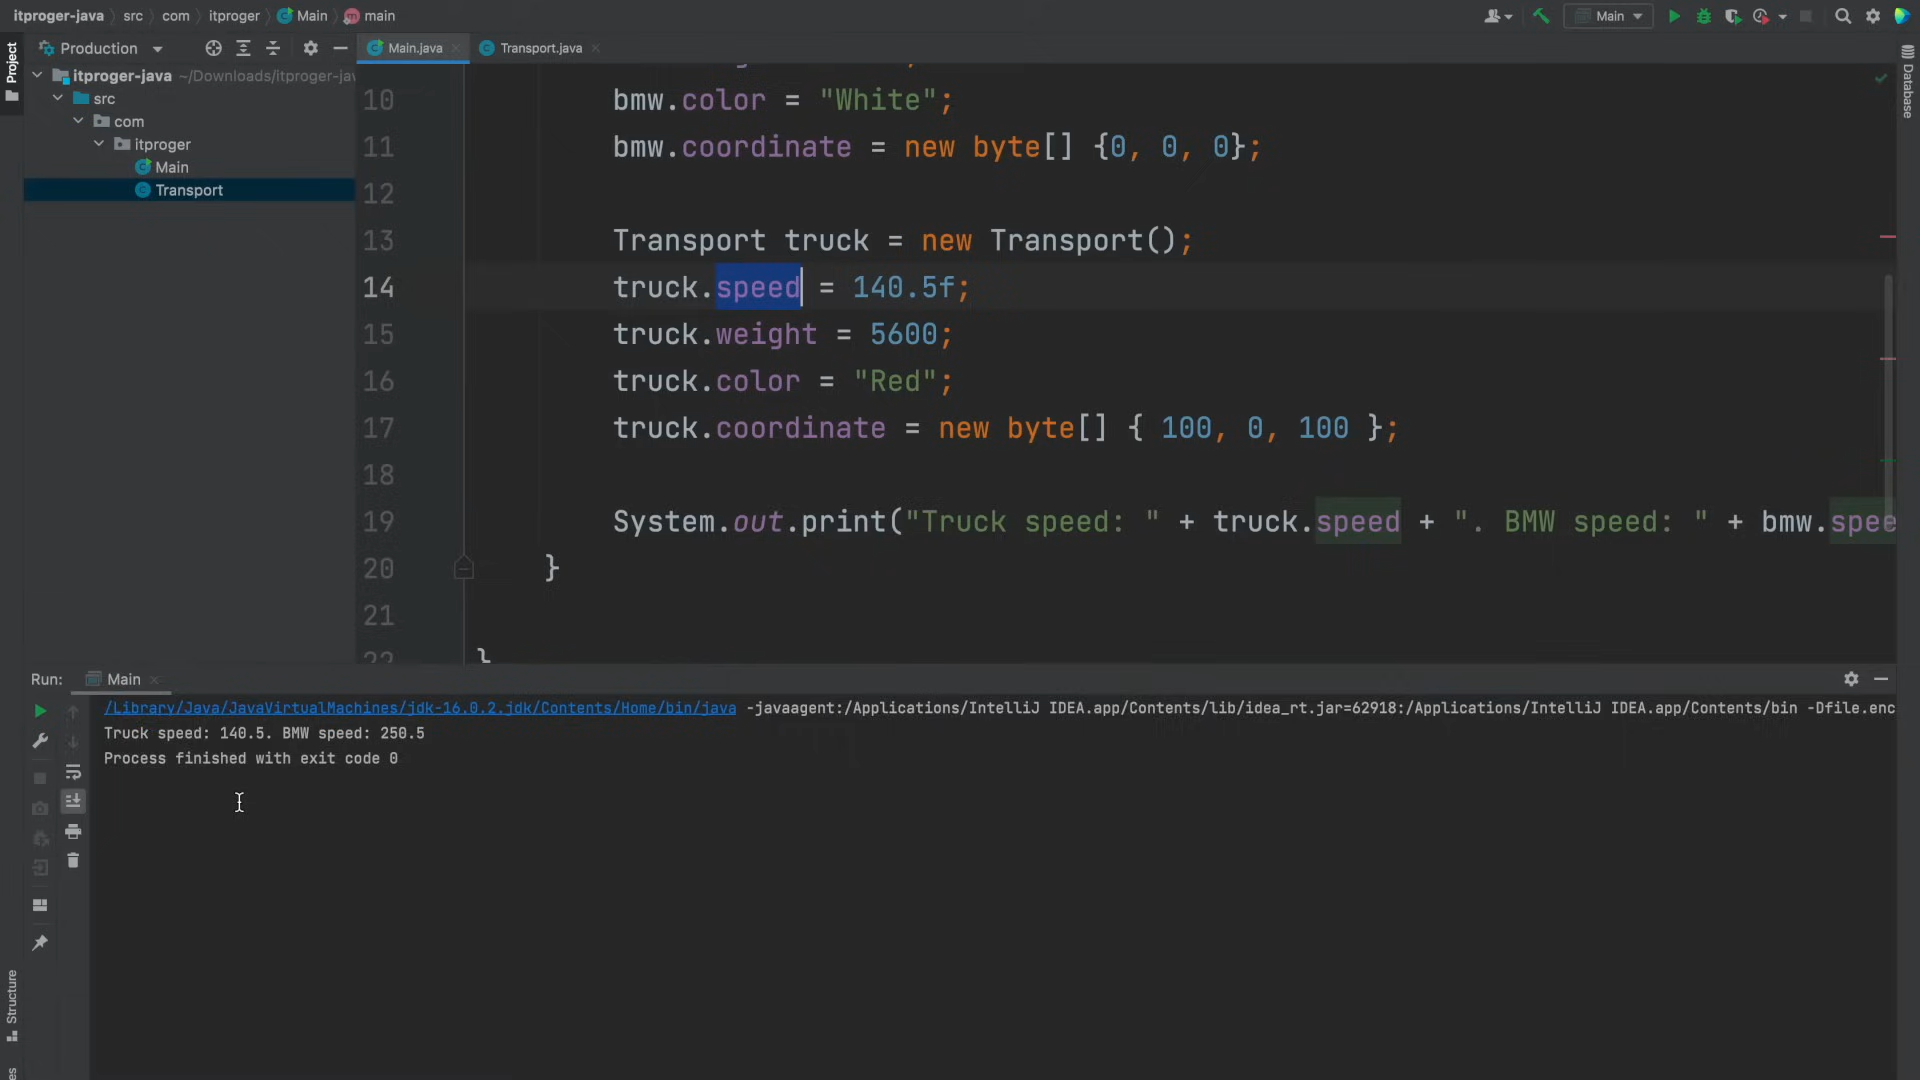 itproger-java src com itproger Main main
Main
Production
Main.java
Transport.java
Project
Database
itproger-java ~/Downloads/itproger-jav
src
com
itproger
Main
Transport
10 bmw.color = "White";
11 bmw.coordinate = new byte[] {0, 0, 0};
12
13 Transport truck = new Transport();
14 truck.speed = 140.5f;
15 truck.weight = 5600;
16 truck.color = "Red";
17 truck.coordinate = new byte[] { 100, 0, 100 };
18
19 System.out.print("Truck speed: " + truck.speed + ". BMW speed: " + bmw.spee
20 }
21
22 }
Run: Main
/Library/Java/JavaVirtualMachines/jdk-16.0.2.jdk/Contents/Home/bin/java -javaagent:/Applications/IntelliJ IDEA.app/Contents/lib/idea_rt.jar=62918:/Applications/IntelliJ IDEA.app/Contents/bin -Dfile.enc
Truck speed: 140.5. BMW speed: 250.5
Process finished with exit code 0
Structure